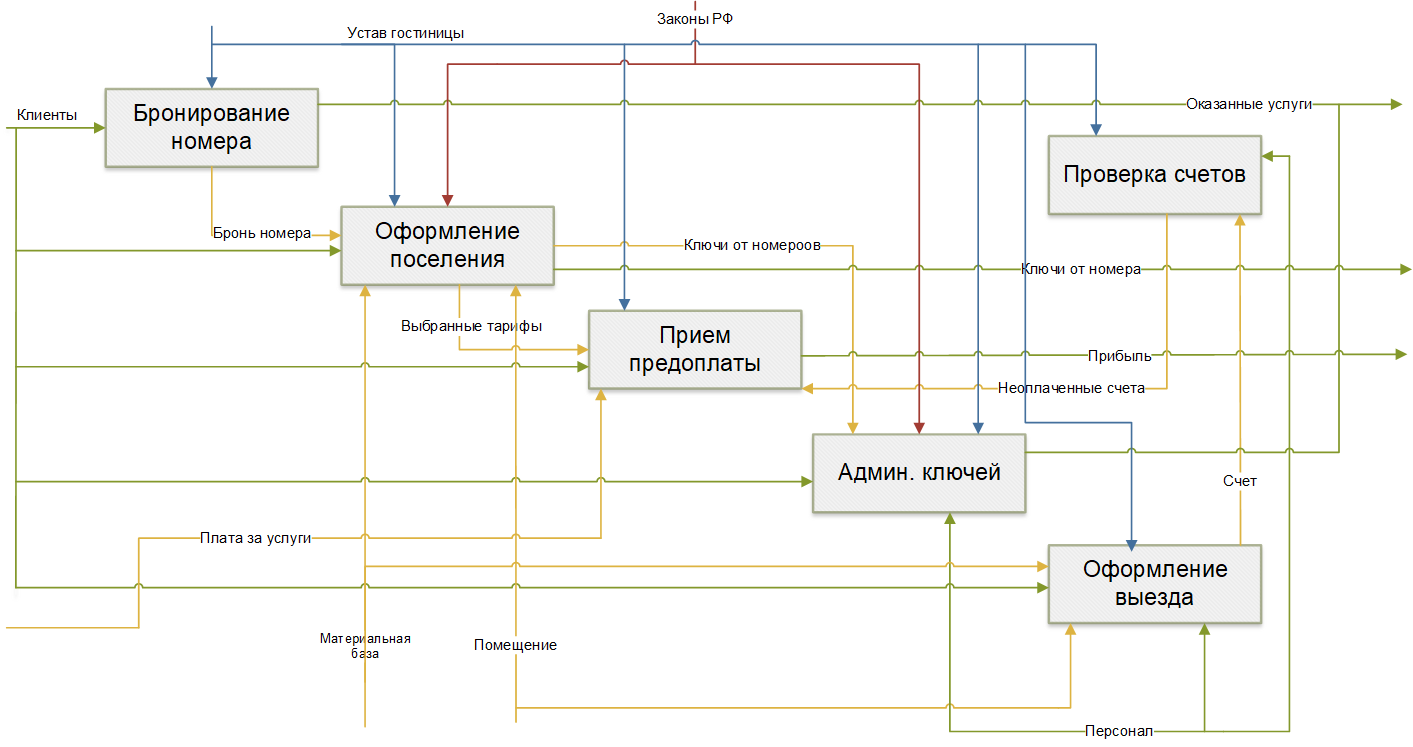 Законы РФ
Устав гостиницы
Клиенты
Бронирование
номера
Оказанные услуги
Проверка счетов
Бронь номера
Оформление
поселения
Ключи от номероов
Ключи от номера
Выбранные тарифы
Прием
предоплаты
Прибыль
Неоплаченные счета
Админ. ключей
Счет
Плата за услуги
Оформление
выезда
Материальная
база
Помещение
Персонал